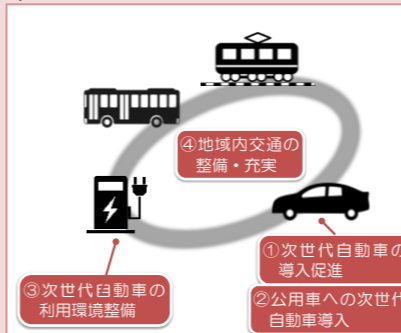 ④地域内交通の
整備・充実
①次世代自動車の
導入促進
②公用車への次世代
自動車導入
③次世代自動車の
利用環境整備